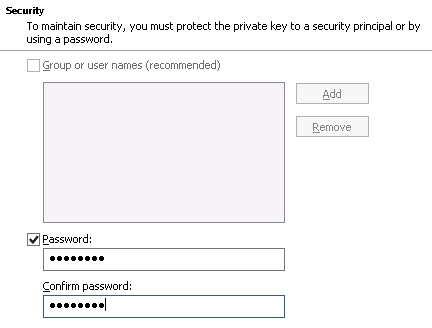 Security
To maintain security, you must protect the private key to a security principal or by
using a password.
Group or user names (recommended)
Add
Remove
Password:
●●●●●●●●
Confirm password:
●●●●●●●●